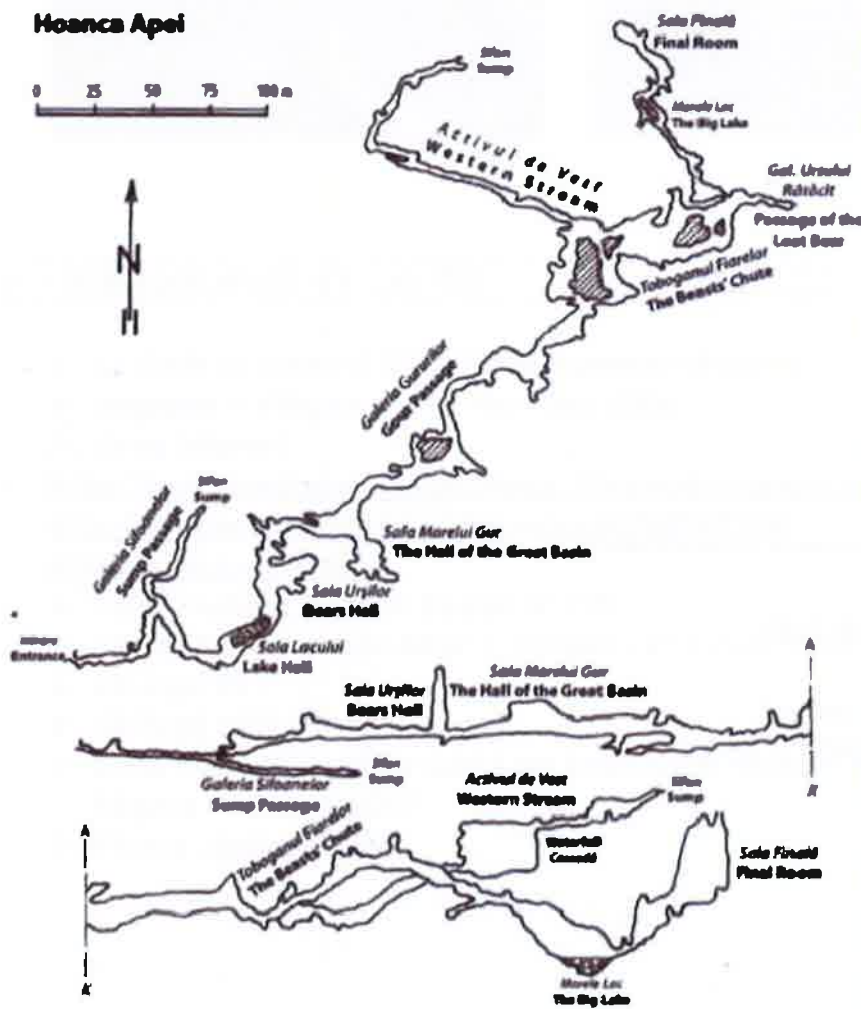 Hoanca Apei
0 25 50 100 m
N
Sala Finală
Final Room
Sifon
Sump
Marele Lac
The Big Lake
Activul de Vest
Western Stream
Gal. Ursului
Rătăcit
Passage of the
Lost Bear
Toboganul Fiarelor
The Beasts' Chute
Galeria Gururilor
Gour Passage
Sifon
Sump
Galeria Sifoanelor
Sump Passage
Sala Marelui Gur
The Hall of the Great Basin
Sala Urșilor
Bears Hall
Entrance
Sala Lacului
Lake Hall
A
Sala Urșilor
Bears Hall
Sala Marelui Gur
The Hall of the Great Basin
Sifon
Sump
Galeria Sifoanelor
Sump Passage
A'
Activul de Vest
Western Stream
Sifon
Sump
A
Toboganul Fiarelor
The Beasts' Chute
Waterfall
Cascadă
Sala Finală
Final Room
A'
Marele Lac
The Big Lake